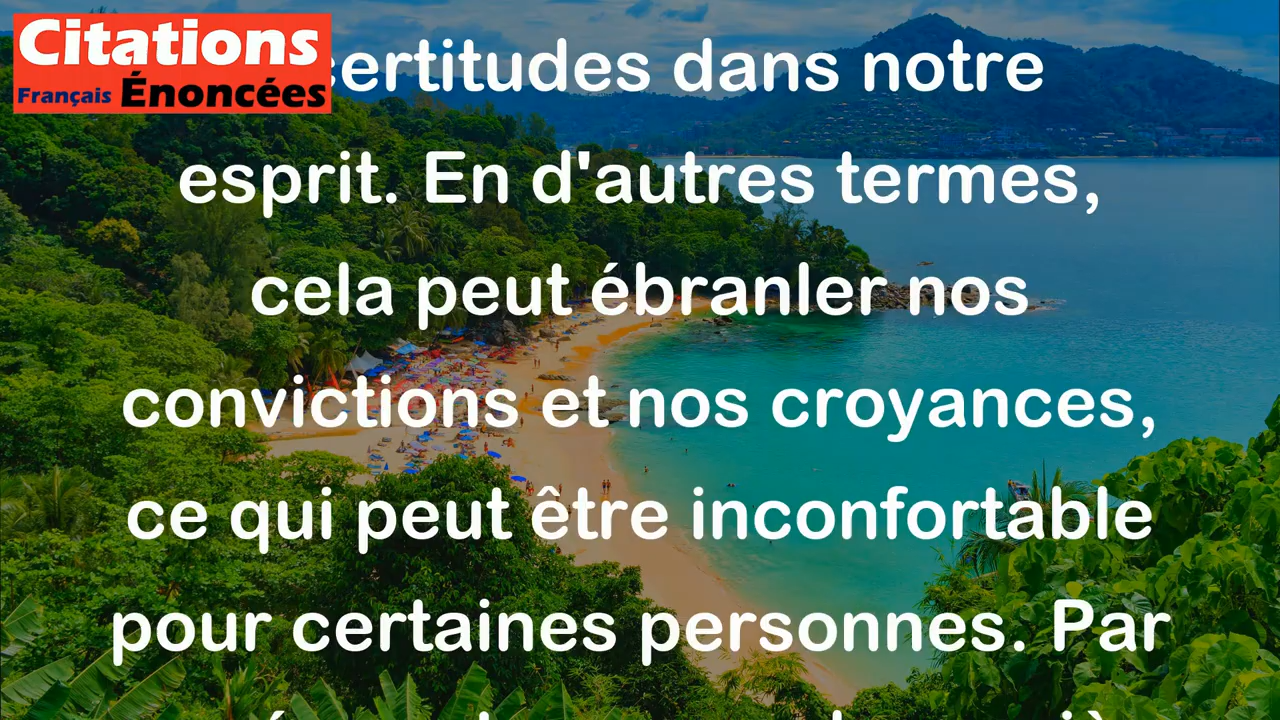 Citations
Français Énoncées
certitudes dans notre
esprit. En d'autres termes,
cela peut ébranler nos
convictions et nos croyances,
ce qui peut être inconfortable
pour certaines personnes. Par